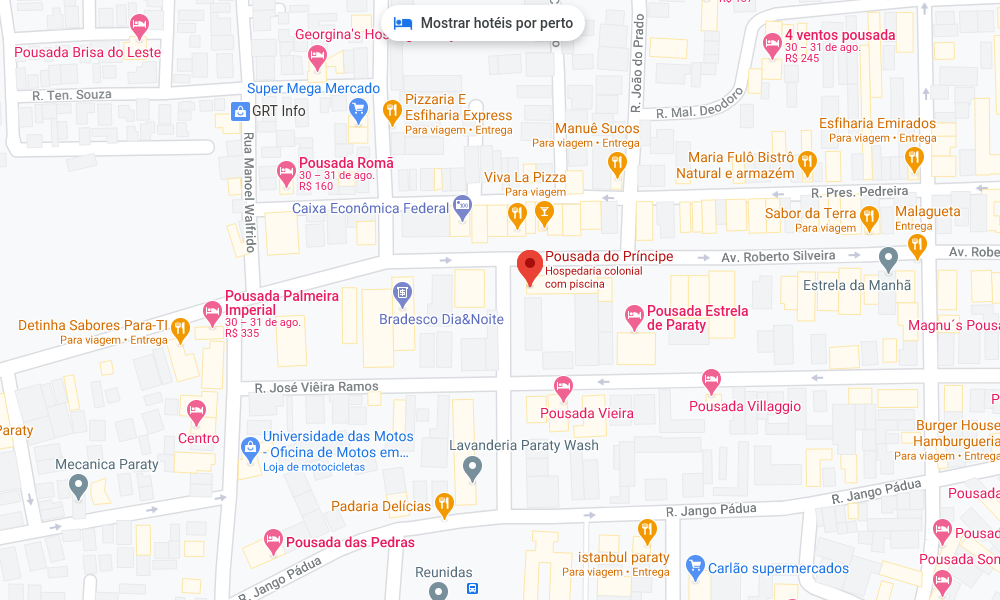 Mostrar hotéis por perto
Pousada Brisa do Leste
Georgina's Hos
4 ventos pousada
30 – 31 de ago.
R$ 245
R. Ten. Souza
Super Mega Mercado
GRT Info
Pizzaria E
Esfiharia Express
Para viagem • Entrega
R. João do Prado
R. Mal. Deodoro
Manuê Sucos
Para viagem • Entrega
Esfiharia Emirados
Para viagem • Entrega
Rua Manoel Walfrido
Pousada Romã
30 – 31 de ago.
R$ 160
Viva La Pizza
Para viagem
Maria Fulô Bistrô
Natural e armazém
R. Pres. Pedreira
Caixa Econômica Federal
Sabor da Terra
Para viagem
Malagueta
Entrega
Pousada do Príncipe
Hospedaria colonial
com piscina
Av. Roberto Silveira
Av. Robe
Estrela da Manhã
Pousada Palmeira
Imperial
30 – 31 de ago.
R$ 335
Detinha Sabores Para-TI
Para viagem • Entrega
Bradesco Dia&Noite
Pousada Estrela
de Paraty
Magnu´s Pousa
R. José Viêira Ramos
Pousada Vieira
Pousada Villaggio
Centro
Paraty
Universidade das Motos
- Oficina de Motos em…
Loja de motocicletas
Lavanderia Paraty Wash
Burger House
Hamburgueria
Para viagem • Entrega
Mecanica Paraty
R. Jango Pádua
Padaria Delícias
R. Jango Pádua
Pousada
Pousada das Pedras
istanbul paraty
Para viagem • Entrega
Pousad
Pousada Son
Carlão supermercados
R. Jango Pádua
Reunidas